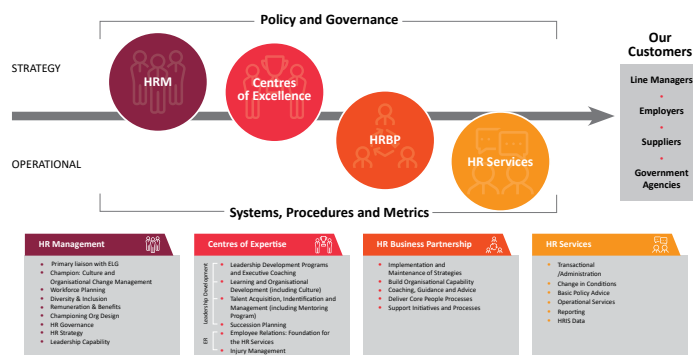 Policy and Governance
Our
Customers
STRATEGY
HRM
Centres
of Excellence
Line Managers
Employers
HRBP
HR Services
Suppliers
OPERATIONAL
Government
Agencies
Systems, Procedures and Metrics
HR Management
Primary liaison with ELG
Champion: Culture and
Organisational Change Management
Workforce Planning
Diversity & Inclusion
Remuneration & Benefits
Championing Org Design
HR Governance
HR Strategy
Leadership Capability
Centres of Expertise
Leadership Development
Leadership Development Programs
and Executive Coaching
Learning and Organisational
Development (including Culture)
Talent Acquisition, Indentification and
Management (including Mentoring
Program)
Succession Planning
ER
Employee Relations: Foundation for
the HR Services
Injury Management
HR Business Partnership
Implementation and
Maintenance of Strategies
Build Organisational Capability
Coaching, Guidance and Advice
Deliver Core People Processes
Support Initiatives and Processes
HR Services
Transactional
/Administration
Change in Conditions
Basic Policy Advice
Operational Services
Reporting
HRIS Data